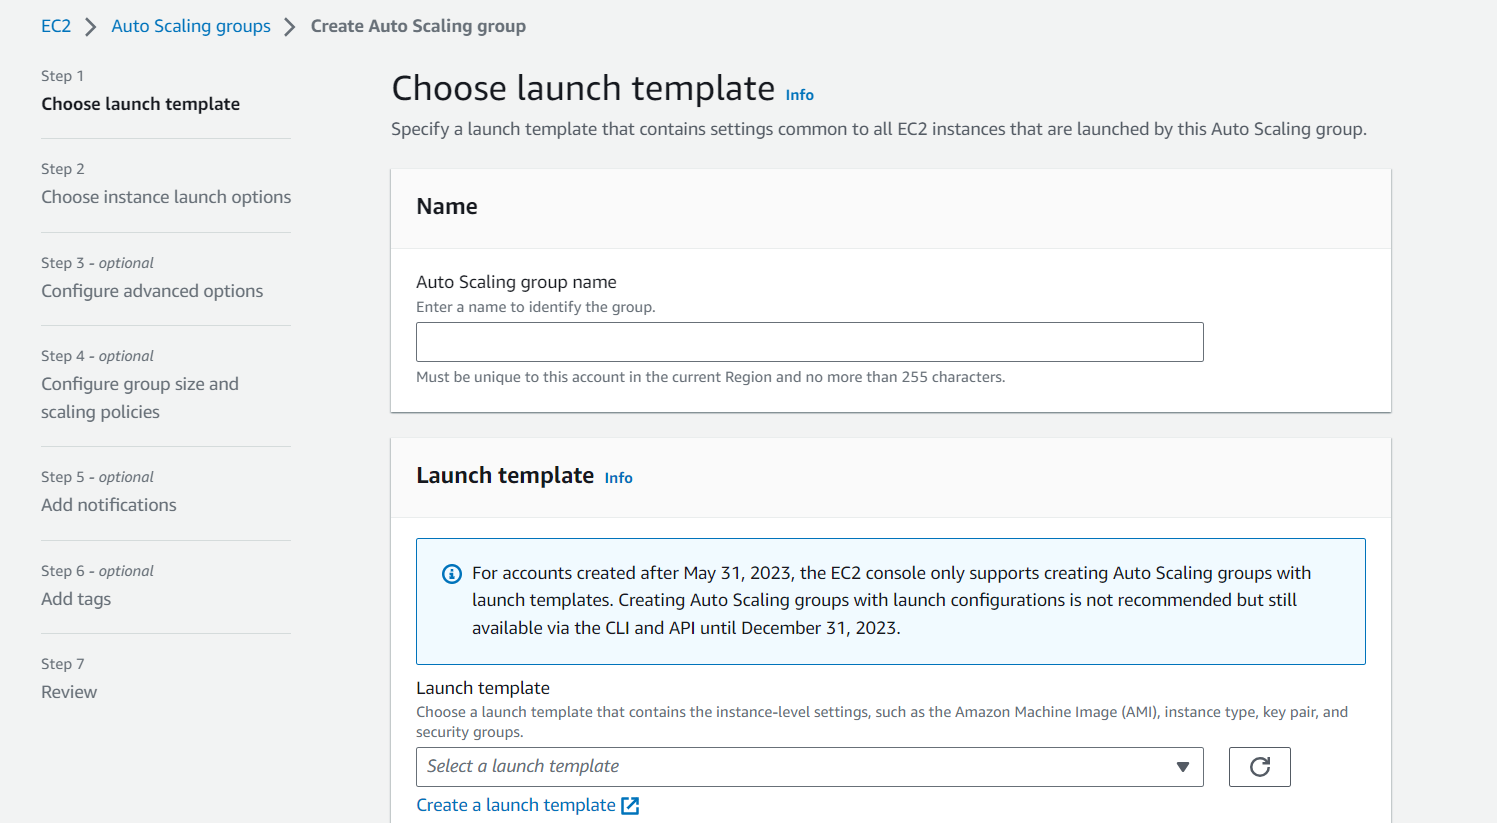 EC2 > Auto Scaling groups > Create Auto Scaling group
Step 1
Choose launch template
Step 2
Choose instance launch options
Step 3 - optional
Configure advanced options
Step 4 - optional
Configure group size and
scaling policies
Step 5 - optional
Add notifications
Step 6 - optional
Add tags
Step 7
Review
Choose launch template Info
Specify a launch template that contains settings common to all EC2 instances that are launched by this Auto Scaling group.
Name
Auto Scaling group name
Enter a name to identify the group.
Must be unique to this account in the current Region and no more than 255 characters.
Launch template Info
For accounts created after May 31, 2023, the EC2 console only supports creating Auto Scaling groups with
launch templates. Creating Auto Scaling groups with launch configurations is not recommended but still
available via the CLI and API until December 31, 2023.
Launch template
Choose a launch template that contains the instance-level settings, such as the Amazon Machine Image (AMI), instance type, key pair, and
security groups.
Select a launch template
Create a launch template